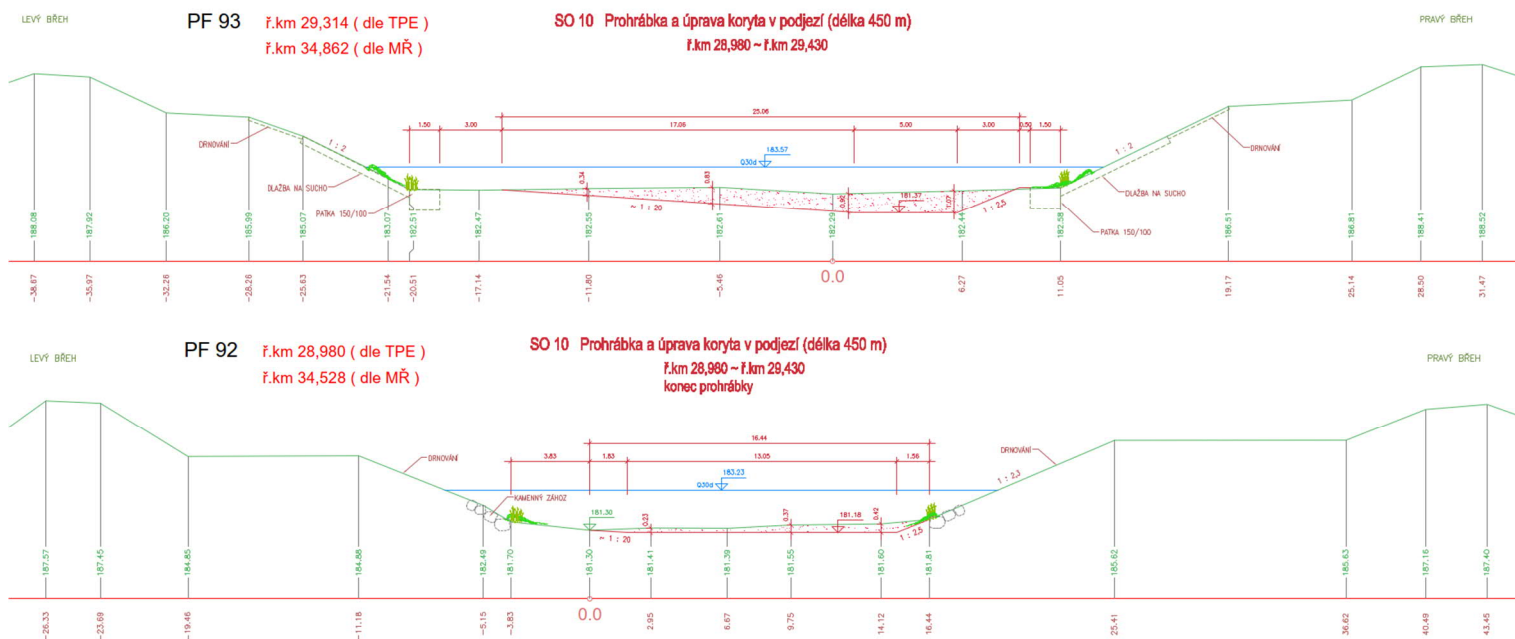 LEVÝ BŘEH
PF 93
ř.km 29,314 ( dle TPE )
ř.km 34,862 ( dle MŘ )
SO 10 Prohrábka a úprava koryta v podjezí (délka 450 m)
ř.km 28,980 ~ ř.km 29,430
PRAVÝ BŘEH
25.06
1.50 3.00 17.06 5.00 3.00 0.50 1.50
DRNOVÁNÍ
1 : 2
183.57
Q30d
1 : 2
DRNOVÁNÍ
DLAŽBA NA SUCHO
0.34
0.83
0.90
181.37
1.07
DLAŽBA NA SUCHO
PATKA 150/100
~ 1 : 20
1 : 2,5
PATKA 150/100
188.08 187.92 186.20 185.99 185.07 183.07 182.51 182.47 182.55 182.61 182.29 182.44 182.58 186.51 186.81 188.41 188.52
0.0
-38.67 -35.97 -32.26 -28.26 -25.63 -21.54 -20.51 -17.14 -11.80 -5.46 6.27 11.05 19.17 25.14 28.50 31.47
LEVÝ BŘEH
PF 92
ř.km 28,980 ( dle TPE )
ř.km 34,528 ( dle MŘ )
SO 10 Prohrábka a úprava koryta v podjezí (délka 450 m)
ř.km 28,980 ~ ř.km 29,430
konec prohrábky
PRAVÝ BŘEH
16.44
3.83 1.83 13.05 1.56
DRNOVÁNÍ
DRNOVÁNÍ
183.23
Q30d
1 : 2,3
KAMENNÝ ZÁHOZ
181.30
0.23
0.37
181.18
0.42
~ 1 : 20
1 : 2,5
187.57 187.45 184.85 184.88 182.49 181.70 181.30 181.41 181.39 181.55 181.60 181.81 185.62 185.63 187.16 187.40
0.0
-26.33 -23.69 -19.46 -11.18 -5.15 -3.83 2.95 6.67 9.75 14.12 16.44 25.41 36.62 40.49 43.45